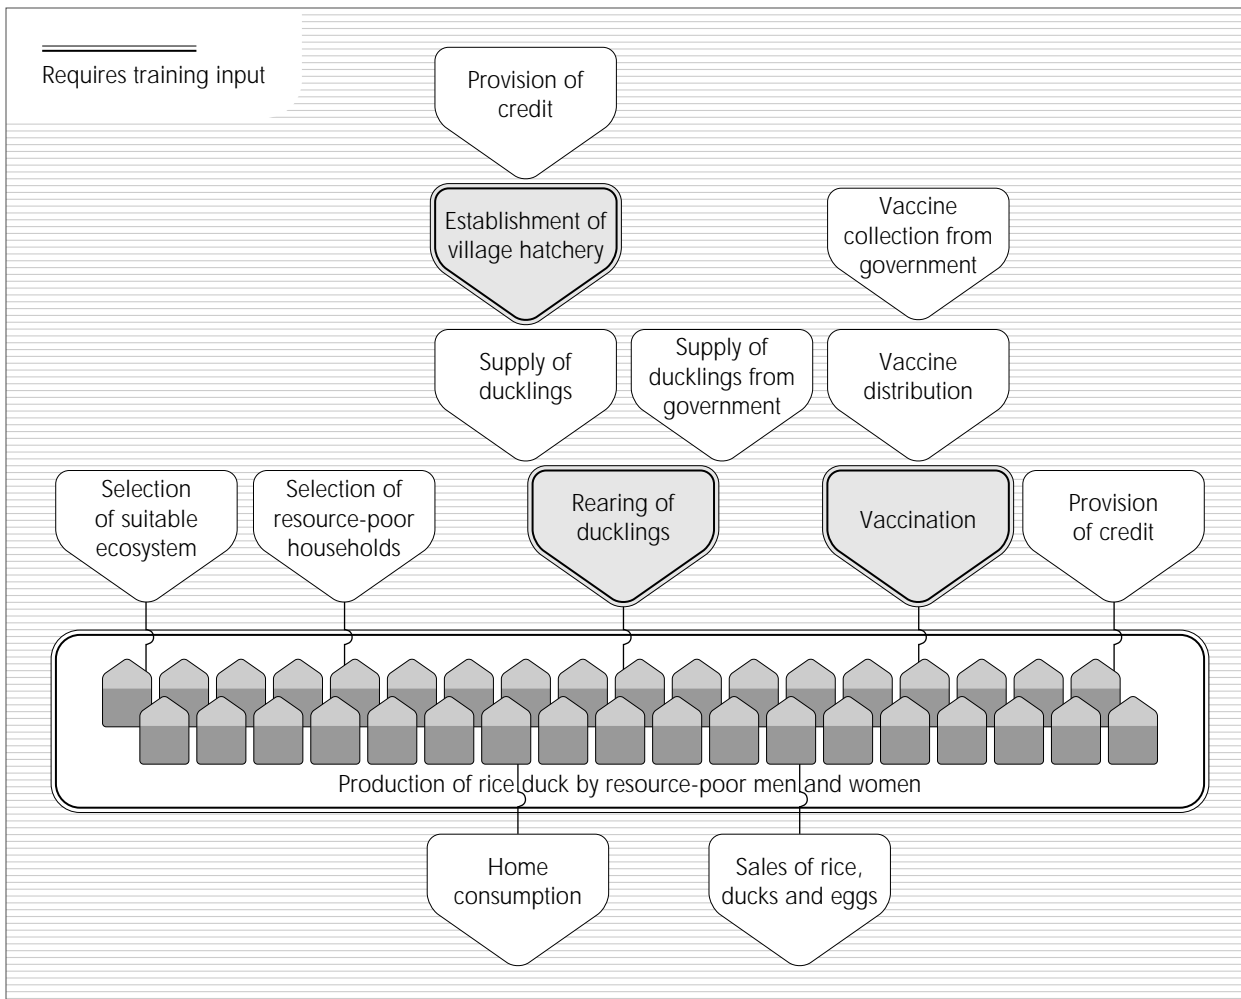 Requires training input
Provision of
credit
Establishment of
village hatchery
Vaccine
collection from
government
Supply of
ducklings
Supply of
ducklings from
government
Vaccine
distribution
Selection
of suitable
ecosystem
Selection of
resource-poor
households
Rearing of
ducklings
Vaccination
Provision
of credit
Production of rice duck by resource-poor men and women
Home
consumption
Sales of rice,
ducks and eggs